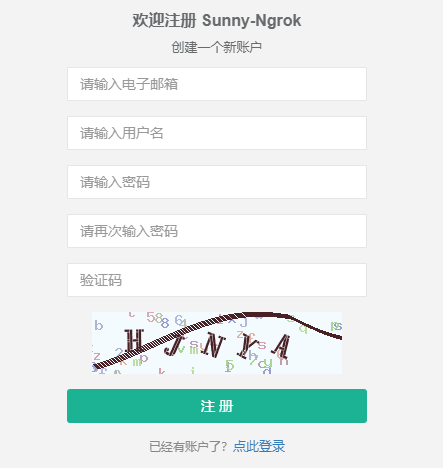 欢迎注册 Sunny-Ngrok
创建一个新账户
请输入电子邮箱
请输入用户名
请输入密码
请再次输入密码
验证码
HJNYA
注 册
已经有账户了? 点此登录